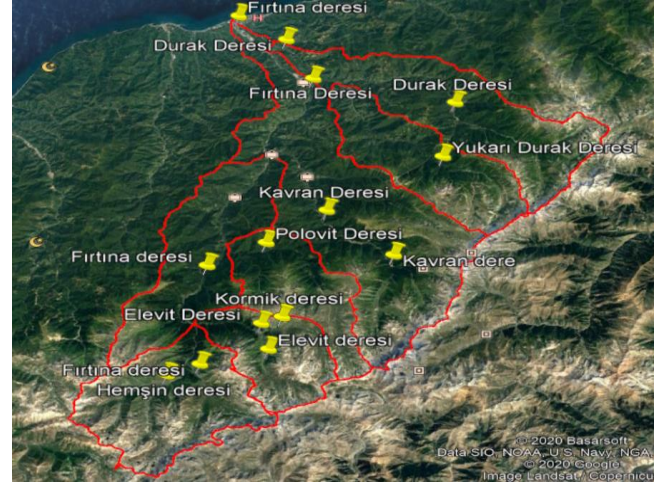 Fırtına deresi
Durak Deresi
Fırtına Deresi
Durak Deresi
Yukarı Durak Deresi
Kavran Deresi
Polovit Deresi
Fırtına deresi
Kavran dere
Kormik deresi
Elevit Deresi
Elevit deresi
Fırtına deresi
Hemşin deresi
© 2020 Basarsoft
Data SIO, NOAA, U.S. Navy, NGA,
© 2020 Google
Image Landsat / Copernicu